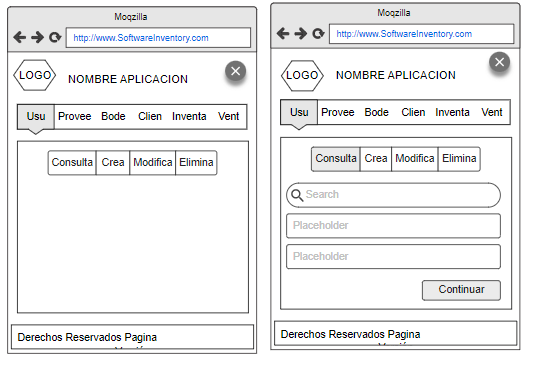 Moqzilla
http://www.SoftwareInventory.com
LOGO
NOMBRE APLICACION
Usu Provee Bode Clien Inventa Vent
Consulta Crea Modifica Elimina
Derechos Reservados Pagina
Moqzilla
http://www.SoftwareInventory.com
LOGO
NOMBRE APLICACION
Usu Provee Bode Clien Inventa Vent
Consulta Crea Modifica Elimina
Search
Placeholder
Placeholder
Continuar
Derechos Reservados Pagina